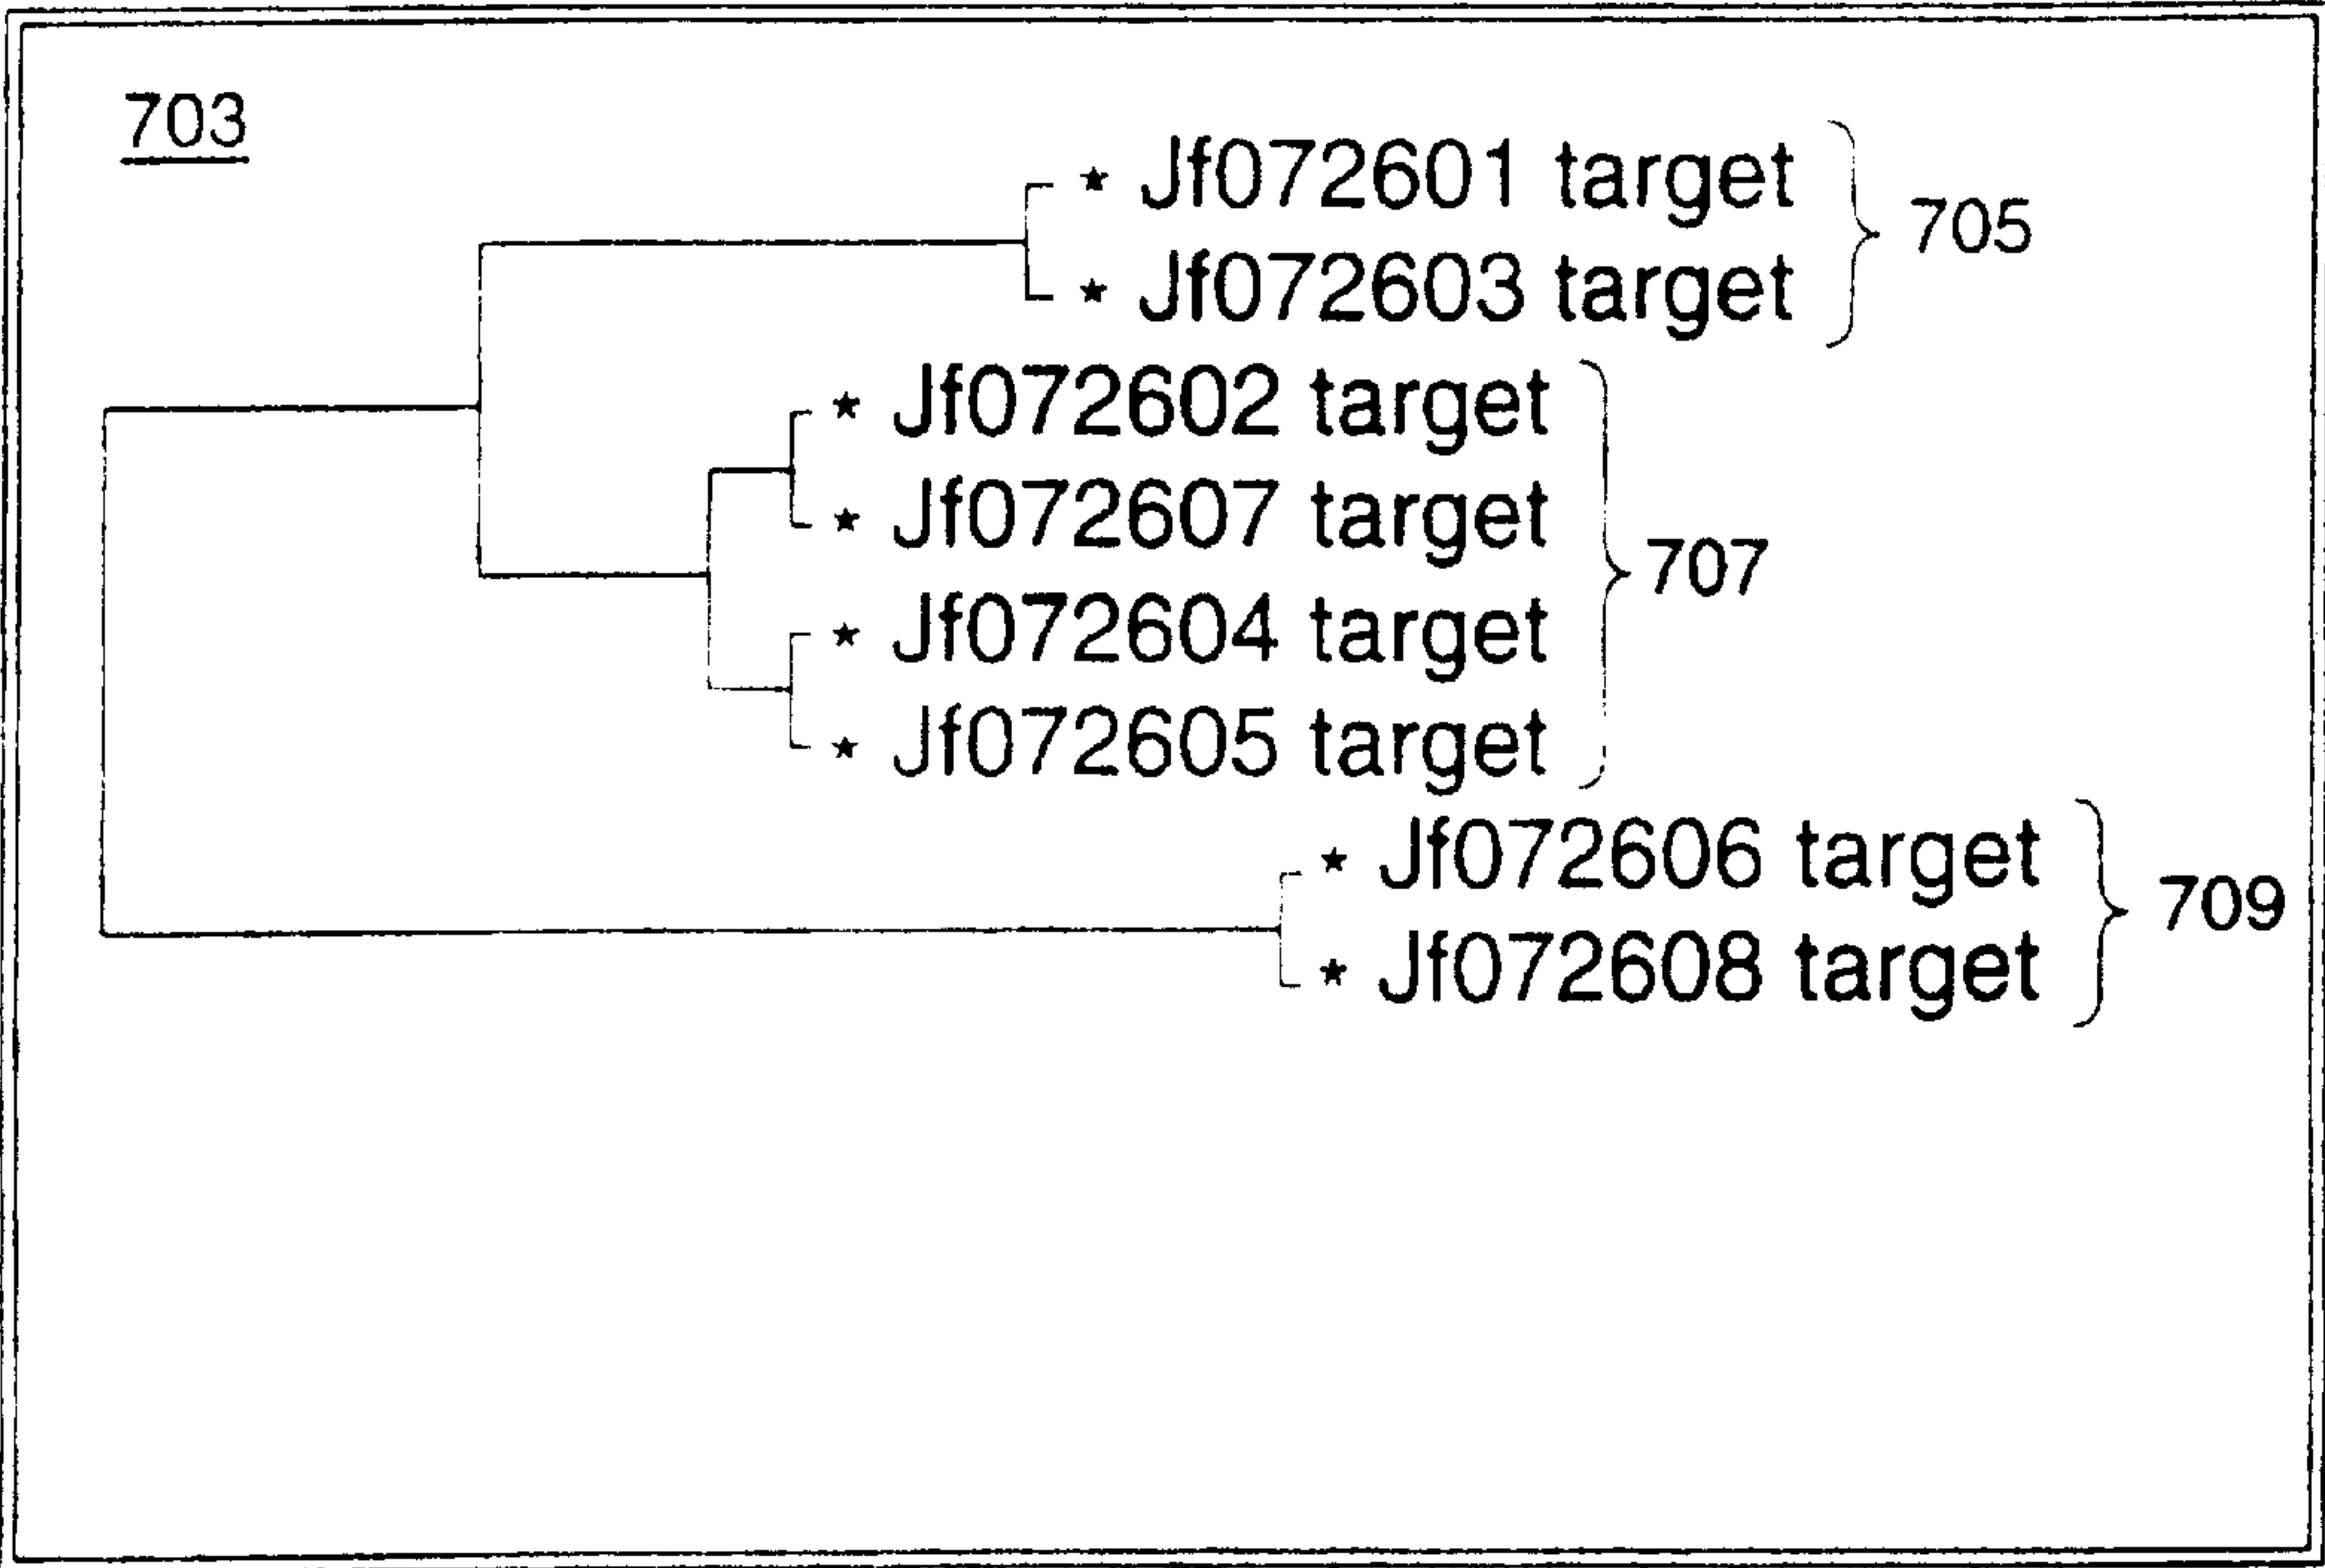 703
★ Jf072601 target
705
★ Jf072603 target
★ Jf072602 target
★ Jf072607 target
707
★ Jf072604 target
★ Jf072605 target
★ Jf072606 target
709
★ Jf072608 target